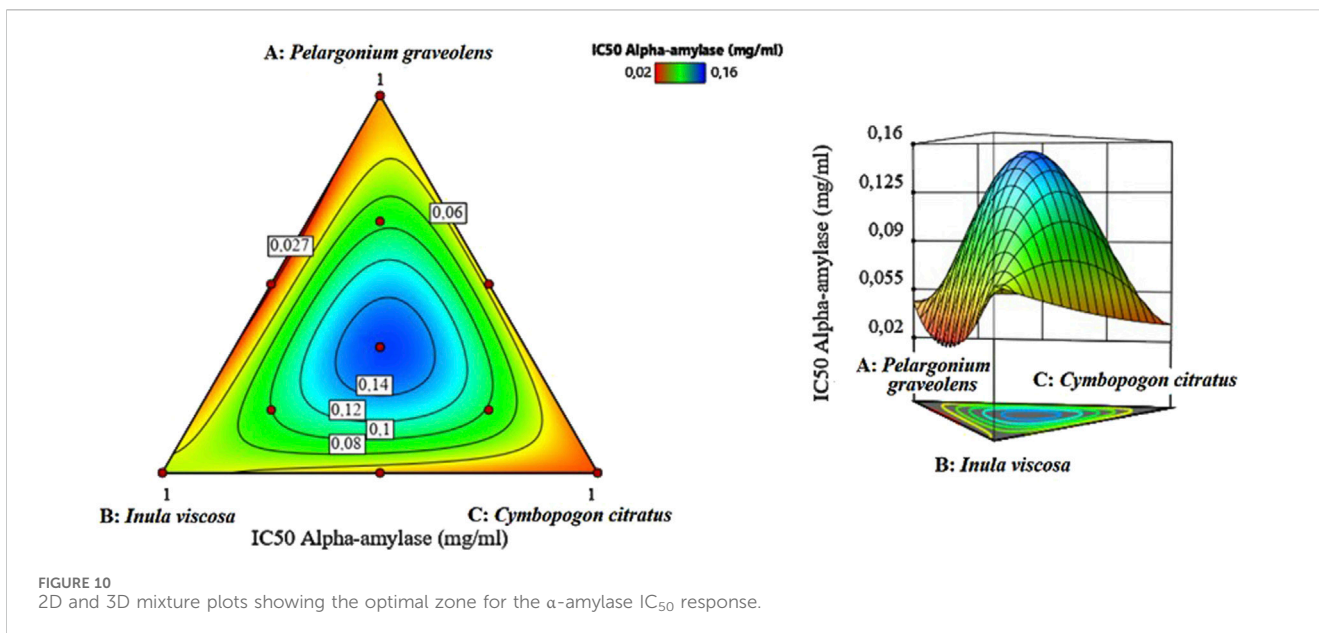 A: Pelargonium graveolens
1
IC50 Alpha-amylase (mg/ml)
0,02 0,16
0,06
0,027
0,14
0,12
0,1
0,08
1
1
B: Inula viscosa
C: Cymbopogon citratus
IC50 Alpha-amylase (mg/ml)
0,16
0,125
0,09
0,055
0,02
IC50 Alpha-amylase (mg/ml)
A: Pelargonium
graveolens
C: Cymbopogon citratus
B: Inula viscosa
FIGURE 10
2D and 3D mixture plots showing the optimal zone for the α-amylase IC50 response.